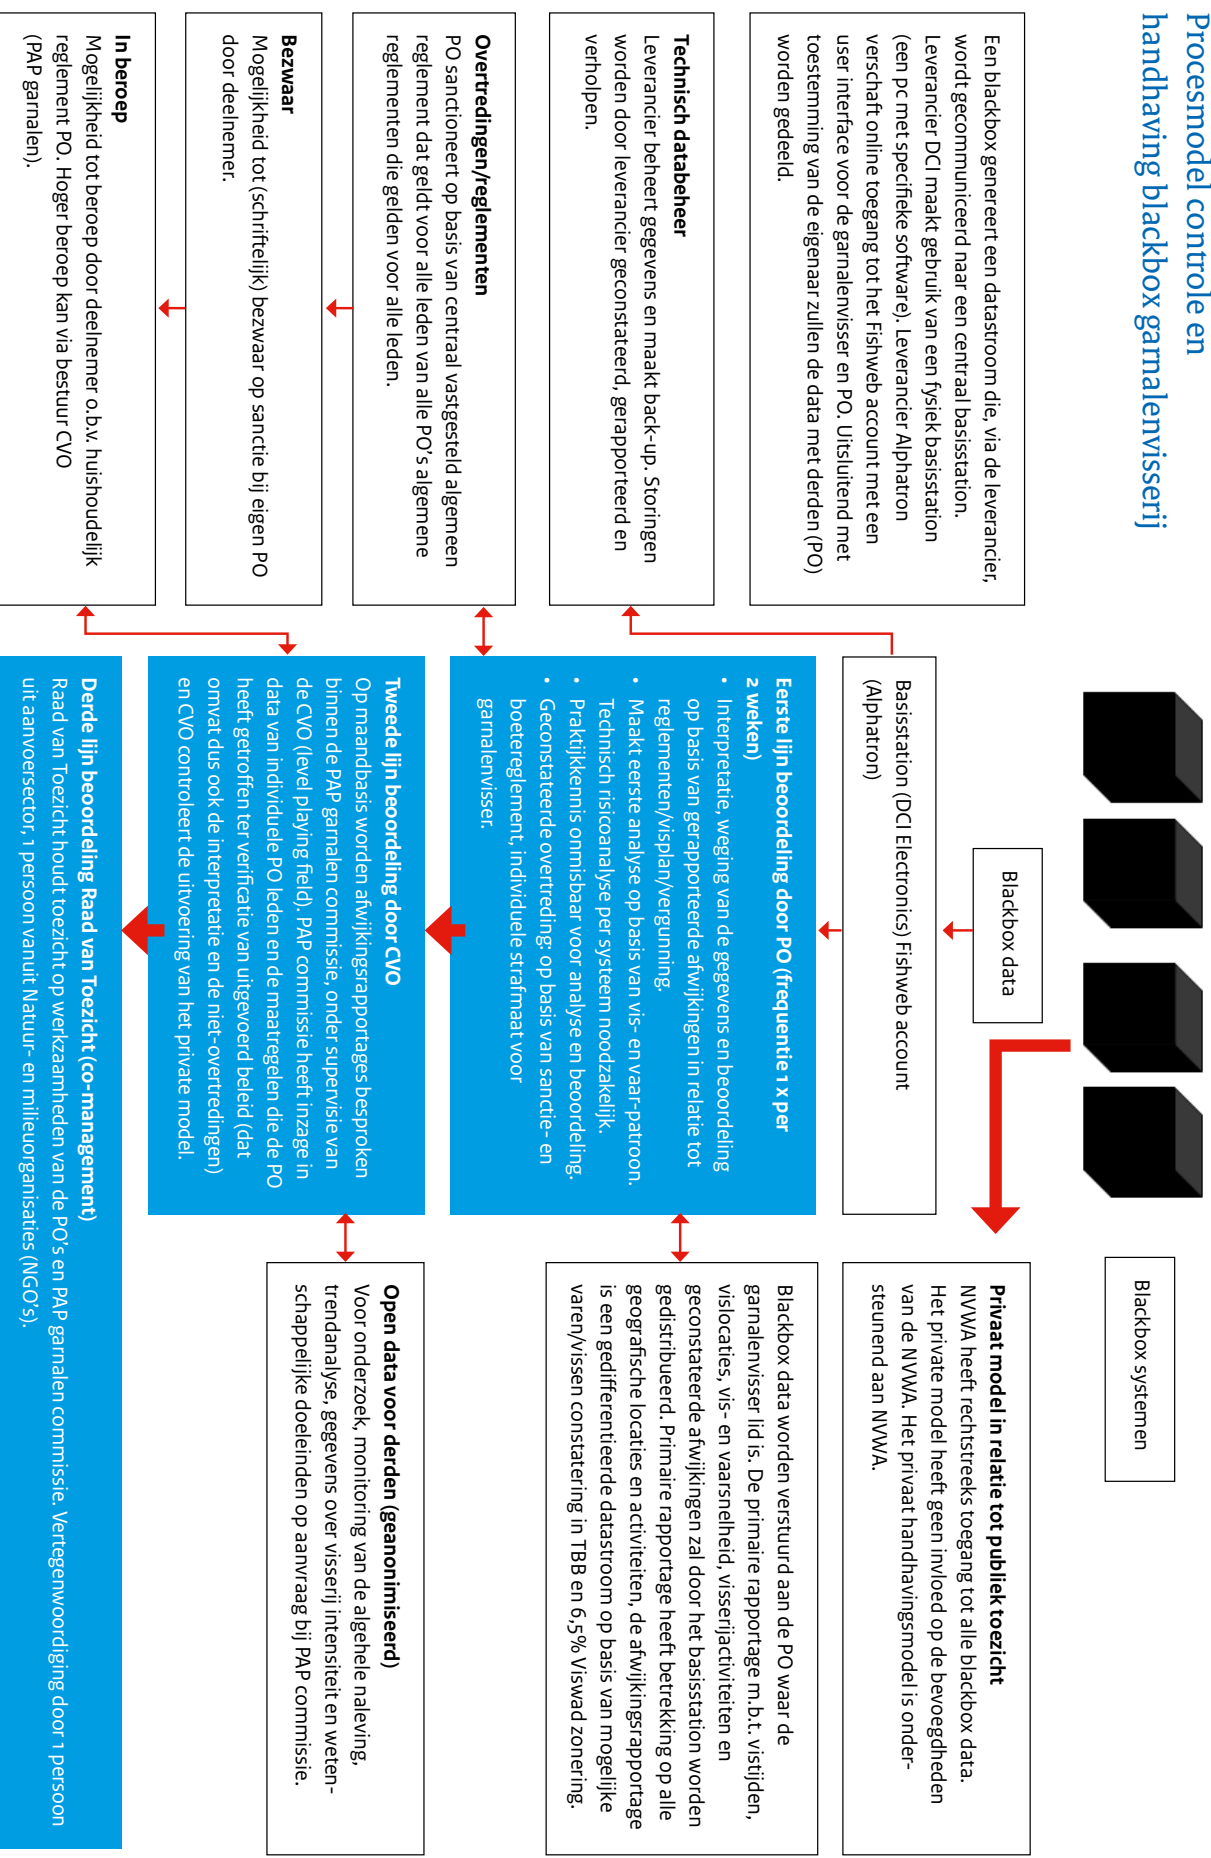 Procesmodel controle en
handhaving blackbox garnalenvisserij
Een blackbox genereert een datastroom die, via de leverancier,
wordt gecommuniceerd naar een centraal basisstation.
Leverancier DCI maakt gebruik van een fysiek basisstation
(een pc met specifieke software). Leverancier Alphatron
verschaft online toegang tot het Fishweb account met een
user interface voor de garnalenvisser en PO. Uitsluitend met
toestemming van de eigenaar zullen de data met derden (PO)
worden gedeeld.
Technisch databeheer
Leverancier beheert gegevens en maakt back-up. Storingen
worden door leverancier geconstateerd, gerapporteerd en
verholpen.
Overtredingen/reglementen
PO sanctioneert op basis van centraal vastgesteld algemeen
reglement dat geldt voor alle leden van alle PO's algemene
reglementen die gelden voor alle leden.
Bezwaar
Mogelijkheid tot (schriftelijk) bezwaar op sanctie bij eigen PO
door deelnemer.
In beroep
Mogelijkheid tot beroep door deelnemer o.b.v. huishoudelijk
reglement PO. Hoger beroep kan via bestuur CVO
(PAP garnalen).
Blackbox systemen
Blackbox data
Basisstation (DCI Electronics) Fishweb account
(Alphatron)
Eerste lijn beoordeling door PO (frequentie 1 x per
2 weken)
• Interpretatie, weging van de gegevens en beoordeling
op basis van gerapporteerde afwijkingen in relatie tot
reglementen/visplan/vergunning.
• Maakt eerste analyse op basis van vis- en vaar-patroon.
Technisch risicoanalyse per systeem noodzakelijk.
• Praktijkkennis onmisbaar voor analyse en beoordeling.
• Geconstateerde overtreding: op basis van sanctie- en
boetereglement, individuele strafmaat voor
garnalenvisser.
Tweede lijn beoordeling door CVO
Op maandbasis worden afwijkingsrapportages besproken
binnen de PAP garnalen commissie, onder supervisie van
de CVO (level playing field). PAP commissie heeft inzage in
data van individuele PO leden en de maatregelen die de PO
heeft getroffen ter verificatie van uitgevoerd beleid (dat
omvat dus ook de interpretatie en de niet-overtredingen)
en CVO controleert de uitvoering van het private model.
Derde lijn beoordeling Raad van Toezicht (co-management)
Raad van Toezicht houdt toezicht op werkzaamheden van de PO's en PAP garnalen commissie. Vertegenwoordiging door 1 persoon
uit aanvoersector, 1 persoon vanuit Natuur- en milieuorganisaties (NGO's).
Privaat model in relatie tot publiek toezicht
NVWA heeft rechtstreeks toegang tot alle blackbox data.
Het private model heeft geen invloed op de bevoegdheden
van de NVWA. Het privaat handhavingsmodel is onder-
steunend aan NVWA.
Blackbox data worden verstuurd aan de PO waar de
garnalenvisser lid is. De primaire rapportage m.b.t. vistijden,
vislocaties, vis- en vaarsnelheid, visserijactiviteiten en
geconstateerde afwijkingen zal door het basisstation worden
gedistribueerd. Primaire rapportage heeft betrekking op alle
geografische locaties en activiteiten, de afwijkingsrapportage
is een gedifferentieerde datastroom op basis van mogelijke
varen/vissen constatering in TBB en 6,5% Viswad zonering.
Open data voor derden (geanonimiseerd)
Voor onderzoek, monitoring van de algehele naleving,
trendanalyse, gegevens over visserij intensiteit en weten-
schappelijke doeleinden op aanvraag bij PAP commissie.